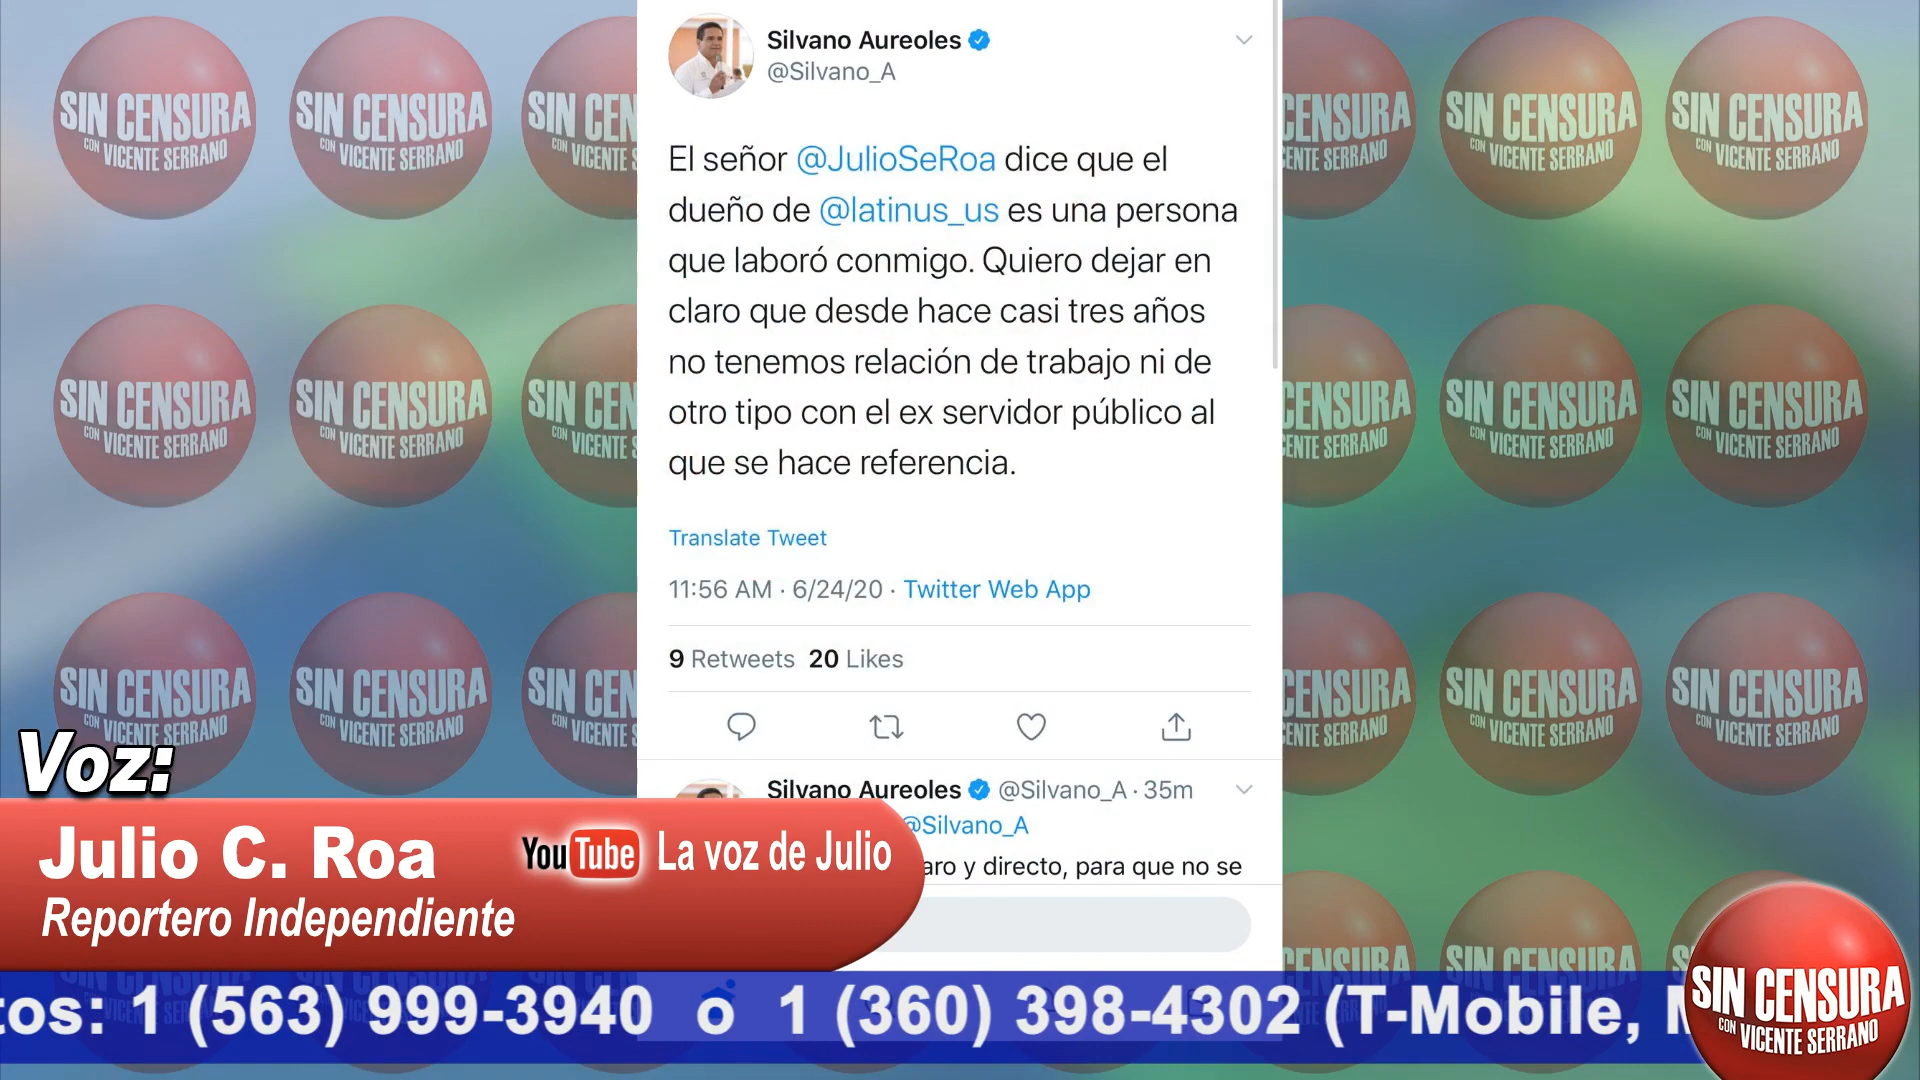 Silvano Aureoles
@Silvano_A
El señor @JulioSeRoa dice que el
dueño de @latinus_us es una persona
que laboró conmigo. Quiero dejar en
claro que desde hace casi tres años
no tenemos relación de trabajo ni de
otro tipo con el ex servidor público al
que se hace referencia.
Translate Tweet
11:56 AM · 6/24/20 · Twitter Web App
9 Retweets 20 Likes
Silvano Aureoles @Silvano_A · 35m
@Silvano_A
aro y directo, para que no se
Voz:
Julio C. Roa
Reportero Independiente
YouTube La voz de Julio
tos: 1 (563) 999-3940 o 1 (360) 398-4302 (T-Mobile,
SIN CENSURA
CON VICENTE SERRANO